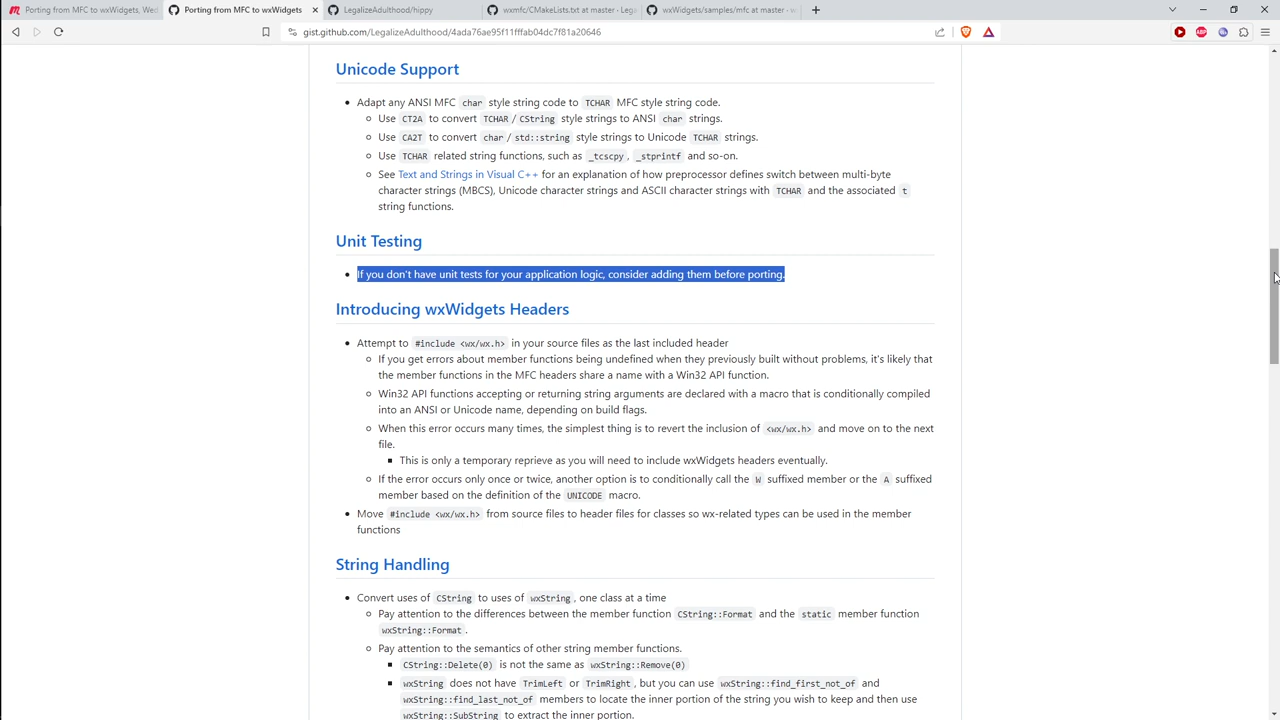 Porting from MFC to wxWidgets, Wed
Porting from MFC to wxWidgets
LegalizeAdulthood/hippy
wxmfc/CMakeLists.txt at master · Lega
wxWidgets/samples/mfc at master · w
gist.github.com/LegalizeAdulthood/4ada76ae95f11fffab04dc7f81a20646
Unicode Support
• Adapt any ANSI MFC char style string code to TCHAR MFC style string code.
Use CT2A to convert TCHAR / CString style strings to ANSI char strings.
Use CA2T to convert char / std::string style strings to Unicode TCHAR strings.
Use TCHAR related string functions, such as _tcscpy , _stprintf and so-on.
See Text and Strings in Visual C++ for an explanation of how preprocessor defines switch between multi-byte
character strings (MBCS), Unicode character strings and ASCII character strings with TCHAR and the associated t
string functions.
Unit Testing
• If you don't have unit tests for your application logic, consider adding them before porting.
Introducing wxWidgets Headers
• Attempt to #include <wx/wx.h> in your source files as the last included header
If you get errors about member functions being undefined when they previously built without problems, it's likely that
the member functions in the MFC headers share a name with a Win32 API function.
Win32 API functions accepting or returning string arguments are declared with a macro that is conditionally compiled
into an ANSI or Unicode name, depending on build flags.
When this error occurs many times, the simplest thing is to revert the inclusion of <wx/wx.h> and move on to the next
file.
This is only a temporary reprieve as you will need to include wxWidgets headers eventually.
If the error occurs only once or twice, another option is to conditionally call the W suffixed member or the A suffixed
member based on the definition of the UNICODE macro.
• Move #include <wx/wx.h> from source files to header files for classes so wx-related types can be used in the member
functions
String Handling
• Convert uses of CString to uses of wxString , one class at a time
Pay attention to the differences between the member function CString::Format and the static member function
wxString::Format .
Pay attention to the semantics of other string member functions.
CString::Delete(0) is not the same as wxString::Remove(0)
wxString does not have TrimLeft or TrimRight , but you can use wxString::find_first_not_of and
wxString::find_last_not_of members to locate the inner portion of the string you wish to keep and then use
wxString::SubString to extract the inner portion.